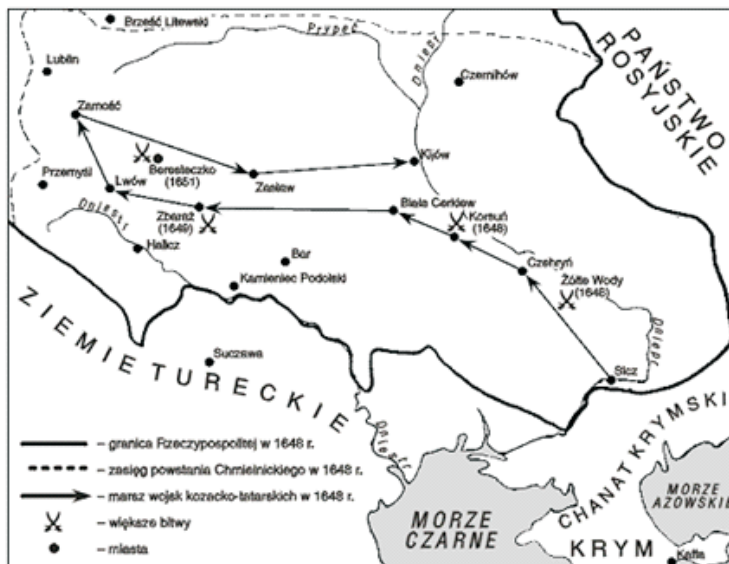 Brześć Litewski
Prypeć
Dniepr
PAŃSTWO
ROSYJSKIE
Lublin
Czernihów
Zamość
Kijów
Beresteczko
(1651)
Zasław
Przemyśl
Lwów
Zbaraż
(1649)
Biała Cerkiew
Korsuń
(1648)
Dniestr
Halicz
Bar
Czehryń
Kamieniec Podolski
Żółte Wody
(1648)
Dniepr
ZIEMIE TURECKIE
Suczawa
Sicz
Dniestr
CHANAT KRYMSKI
– granica Rzeczypospolitej w 1648 r.
– zasięg powstania Chmielnickiego w 1648 r.
– marsz wojsk kozacko-tatarskich w 1648 r.
– większe bitwy
– miasta
MORZE
CZARNE
MORZE
AZOWSKIE
KRYM
Kaffa